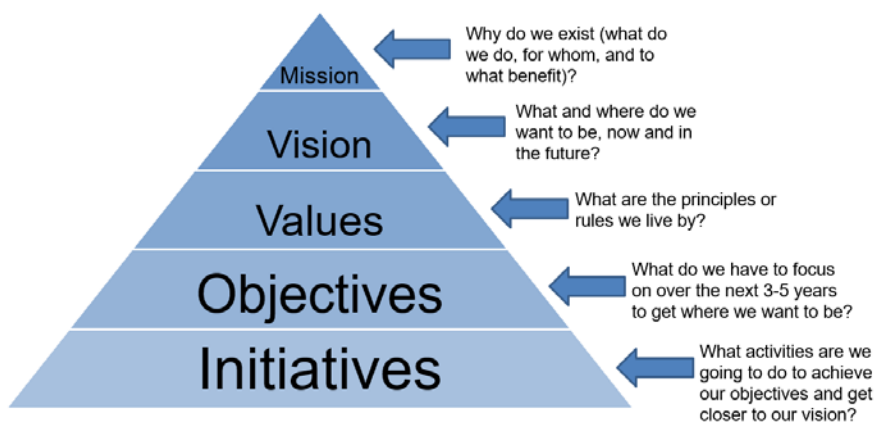 Mission
Why do we exist (what do
we do, for whom, and to
what benefit)?
Vision
What and where do we
want to be, now and in
the future?
Values
What are the principles or
rules we live by?
Objectives
What do we have to focus
on over the next 3-5 years
to get where we want to be?
Initiatives
What activities are we
going to do to achieve
our objectives and get
closer to our vision?